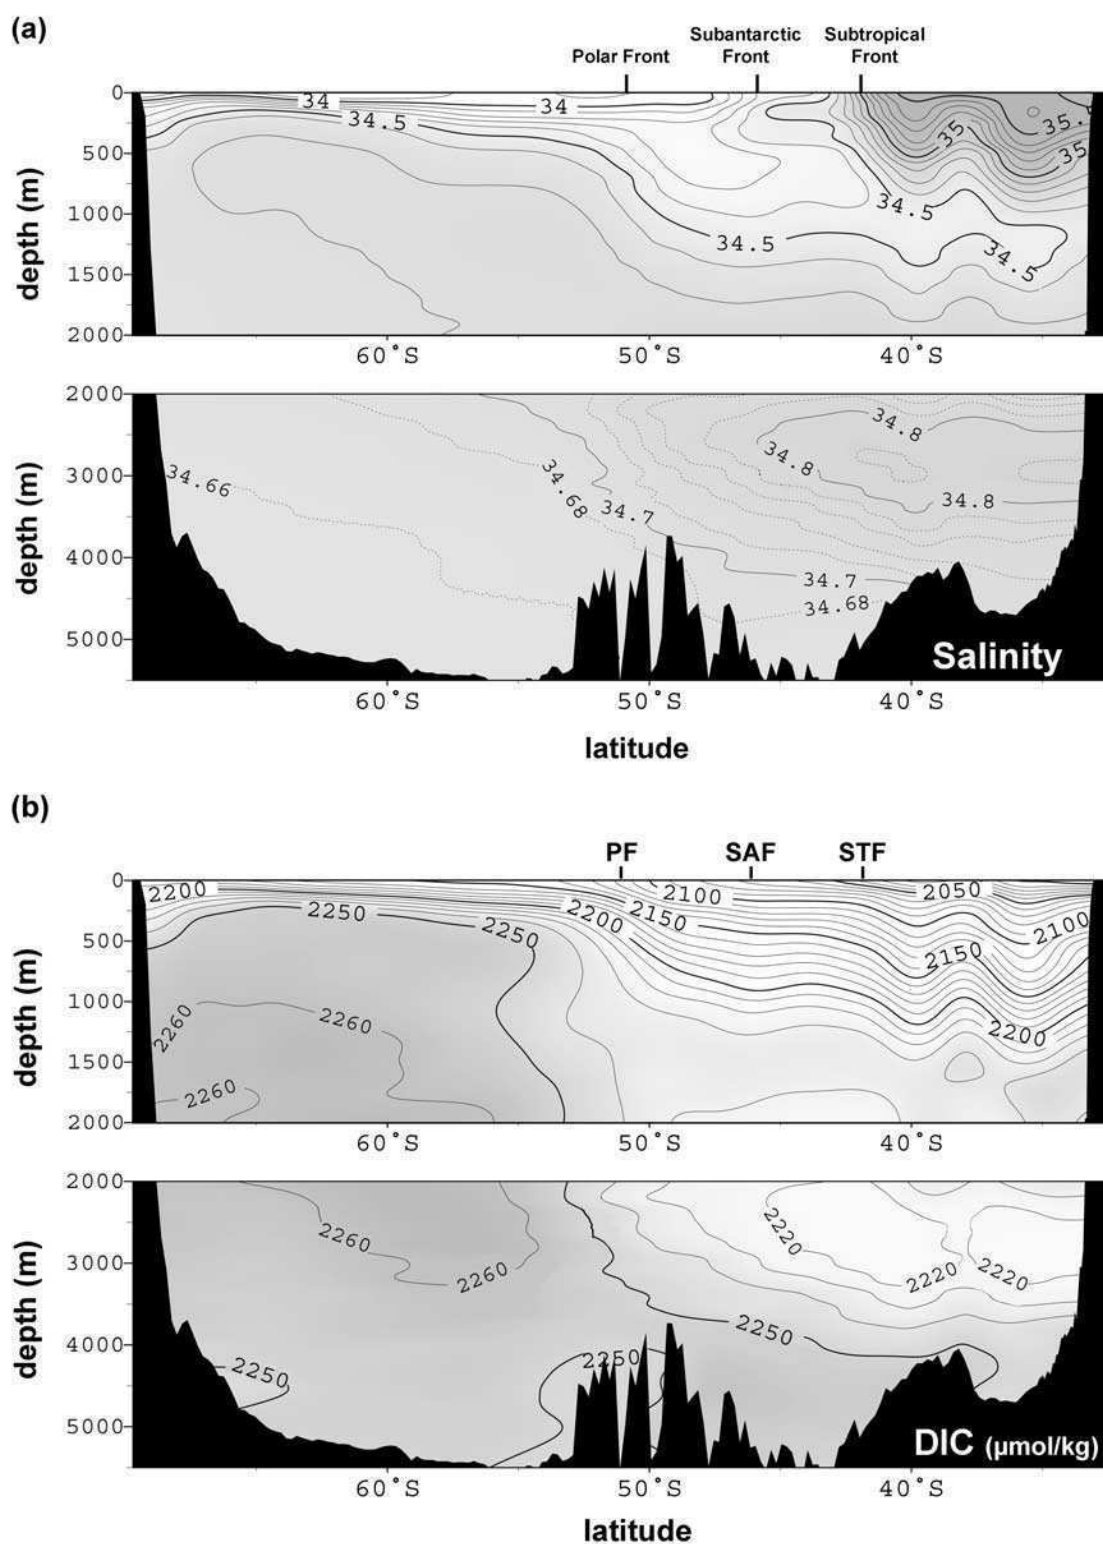 (a)
Subantarctic Subtropical
Polar Front Front Front
0
34 34 35
34.5 35.
500 35
depth (m)
1000 34.5
34.5
1500 34.5
2000
60°S 50°S 40°S
2000
34.8
3000 34.66 34.68 34.8
34.7 34.8
depth (m)
4000
34.7
34.68
5000
Salinity
latitude
(b)
PF SAF STF
0
2200 2100 2050
2250 2200 2150
500 2250 2150 2100
depth (m)
1000
2260 2260 2200
1500
2260
2000
60°S 50°S 40°S
2000
2260 2220
3000 2260 2220 2220
depth (m)
4000 2250
2250 2250
5000
DIC (µmol/kg)
60°S 50°S 40°S
latitude